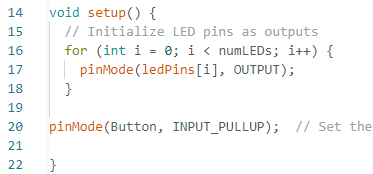 14 void setup() {
15 // Initialize LED pins as outputs
16 for (int i = 0; i < numLEDs; i++) {
17 pinMode(ledPins[i], OUTPUT);
18 }
19
20 pinMode(Button, INPUT_PULLUP); // Set the
21
22 }